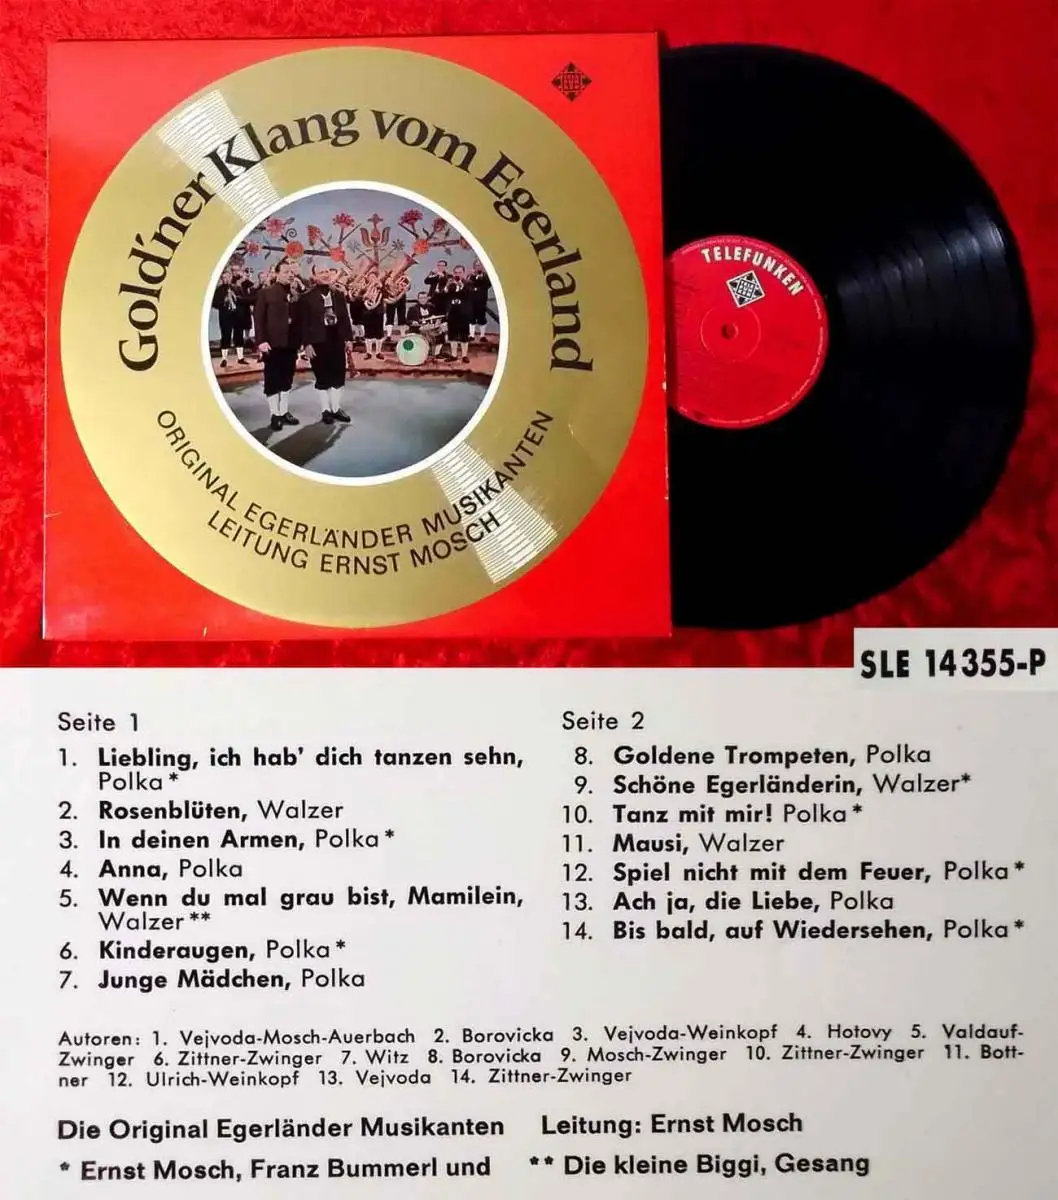 Gold'ner Klang vom Egerland
ORIGINAL EGERLÄNDER MUSIKANTEN
LEITUNG ERNST MOSCH
TELEFUNKEN
SLE 14355-P
Seite 1
1. Liebling, ich hab' dich tanzen sehn,
Polka *
2. Rosenblüten, Walzer
3. In deinen Armen, Polka *
4. Anna, Polka
5. Wenn du mal grau bist, Mamilein,
Walzer **
6. Kinderaugen, Polka *
7. Junge Mädchen, Polka
Seite 2
8. Goldene Trompeten, Polka
9. Schöne Egerländerin, Walzer*
10. Tanz mit mir! Polka *
11. Mausi, Walzer
12. Spiel nicht mit dem Feuer, Polka *
13. Ach ja, die Liebe, Polka
14. Bis bald, auf Wiedersehen, Polka *
Autoren: 1. Vejvoda-Mosch-Auerbach 2. Borovicka 3. Vejvoda-Weinkopf 4. Hotovy 5. Valdauf-
Zwinger 6. Zittner-Zwinger 7. Witz 8. Borovicka 9. Mosch-Zwinger 10. Zittner-Zwinger 11. Bott-
ner 12. Ulrich-Weinkopf 13. Vejvoda 14. Zittner-Zwinger
Die Original Egerländer Musikanten Leitung: Ernst Mosch
* Ernst Mosch, Franz Bummerl und ** Die kleine Biggi, Gesang